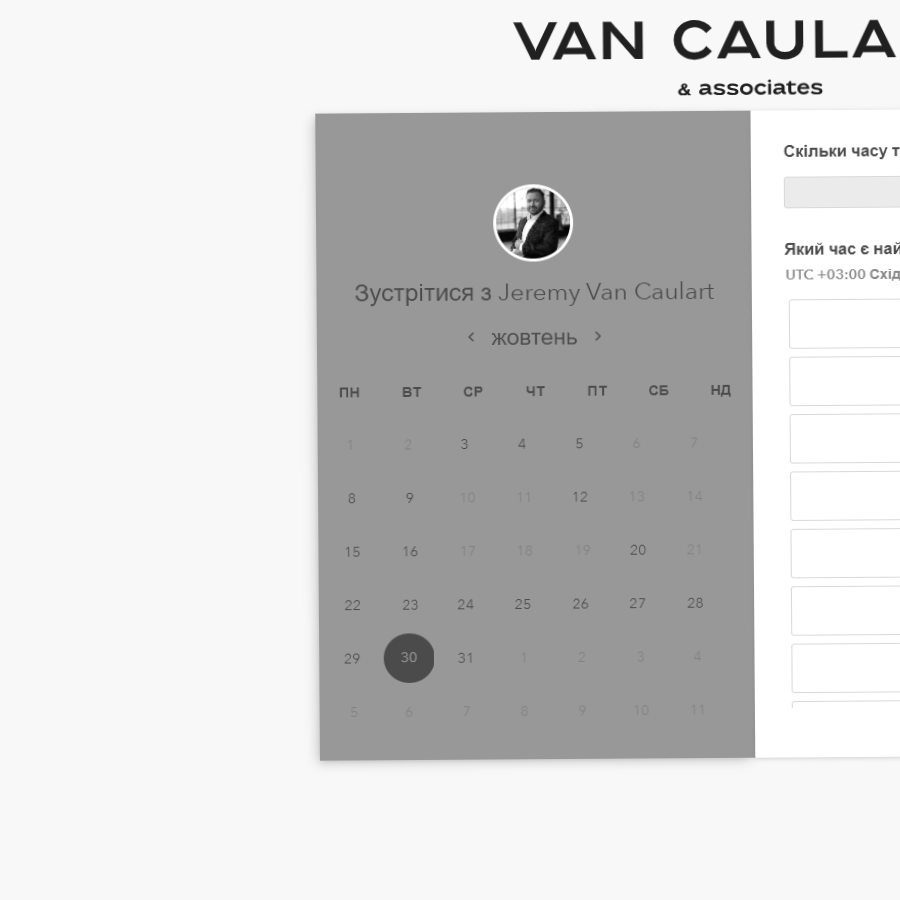 VAN CAULA
& associates
Зустрітися з Jeremy Van Caulart
жовтень
ПН ВТ СР ЧТ ПТ СБ НД
1 2 3 4 5 6 7
8 9 10 11 12 13 14
15 16 17 18 19 20 21
22 23 24 25 26 27 28
29 30 31 1 2 3 4
5 6 7 8 9 10 11
Скільки часу т
Який час є най
UTC +03:00 Схід